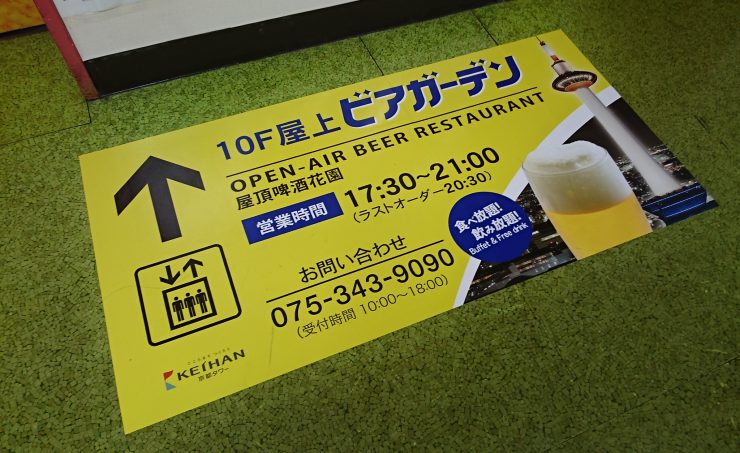 10F屋上ビアガーデン
OPEN-AIR BEER RESTAURANT
屋頂啤酒花園
営業時間 17:30~21:00
(ラストオーダー20:30)
食べ放題!
飲み放題!
Buffet & Free drink
お問い合わせ
075-343-9090
(受付時間 10:00~18:00)
KEIHAN
京都タワー